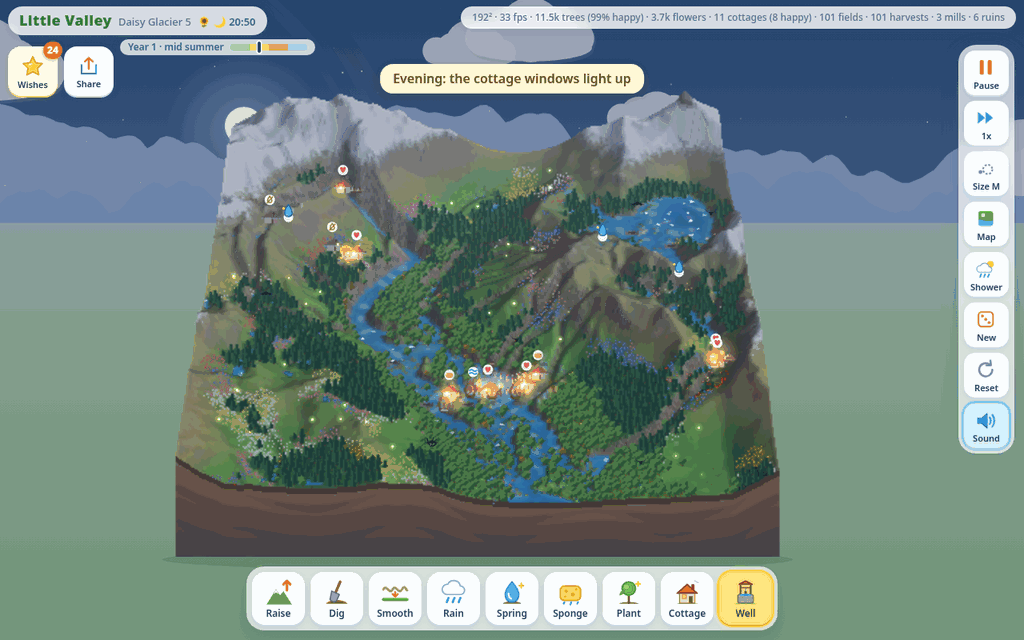 Little Valley Daisy Glacier 5 20:50
192² · 33 fps · 11.5k trees (99% happy) · 3.7k flowers · 11 cottages (8 happy) · 101 fields · 101 harvests · 3 mills · 6 ruins
Year 1 · mid summer
24
Wishes
Share
Evening: the cottage windows light up
Pause
1x
Size M
Map
Shower
New
Reset
Sound
Raise
Dig
Smooth
Rain
Spring
Sponge
Plant
Cottage
Well